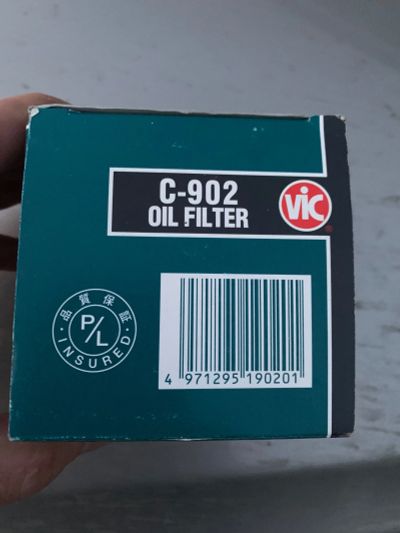 C-902
OIL FILTER
VIC
品質保証
P/L
INSURED
4 971295 190201